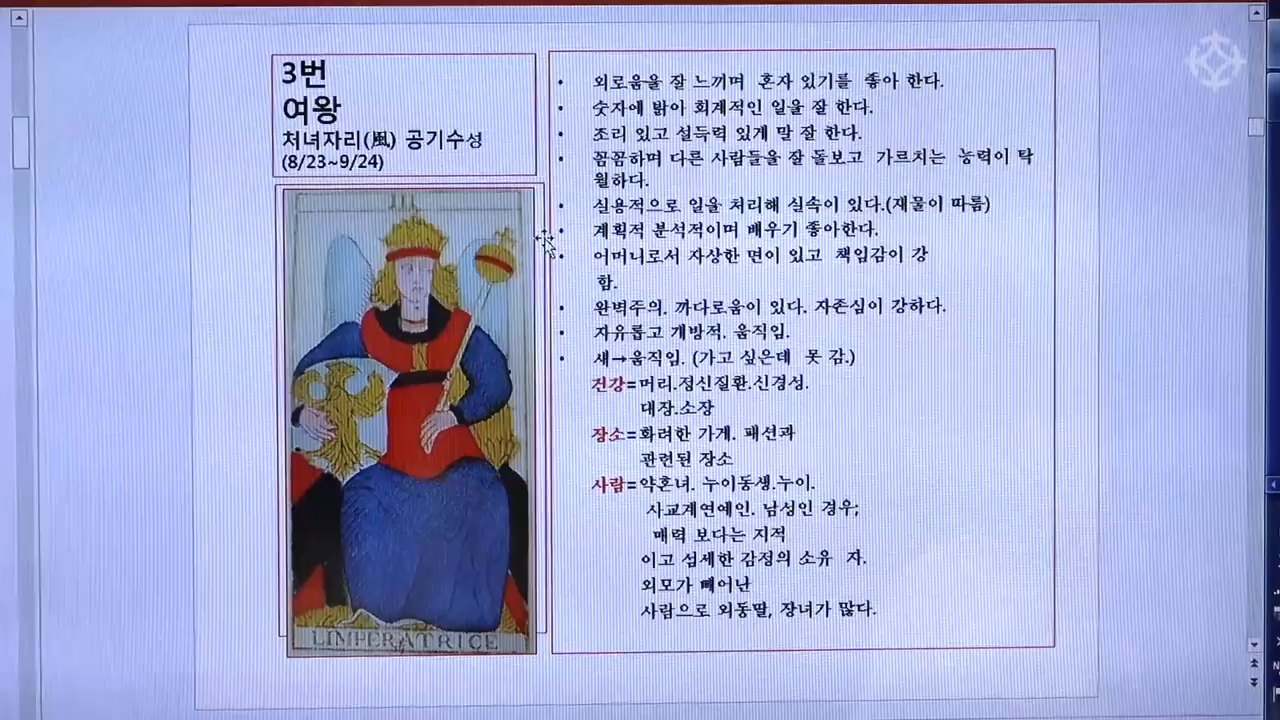 3번
여왕
처녀자리(風) 공기수성
(8/23~9/24)
III
LIMPERATRICE
• 외로움을 잘 느끼며 혼자 있기를 좋아 한다.
• 숫자에 밝아 회계적인 일을 잘 한다.
• 조리 있고 설득력 있게 말 잘 한다.
• 꼼꼼하며 다른 사람들을 잘 돌보고 가르치는 능력이 탁
월하다.
• 실용적으로 일을 처리해 실속이 있다.(재물이 따름)
• 계획적 분석적이며 배우기 좋아한다.
• 어머니로서 자상한 면이 있고 책임감이 강
함.
• 완벽주의. 까다로움이 있다. 자존심이 강하다.
• 자유롭고 개방적. 움직임.
• 새→움직임. (가고 싶은데 못 감.)
건강=머리.정신질환.신경성.
대장.소장
장소=화려한 가게. 패션과
관련된 장소
사람=약혼녀. 누이동생.누이.
사교계연예인. 남성인 경우;
매력 보다는 지적
이고 섬세한 감정의 소유 자.
외모가 빼어난
사람으로 외동딸, 장녀가 많다.